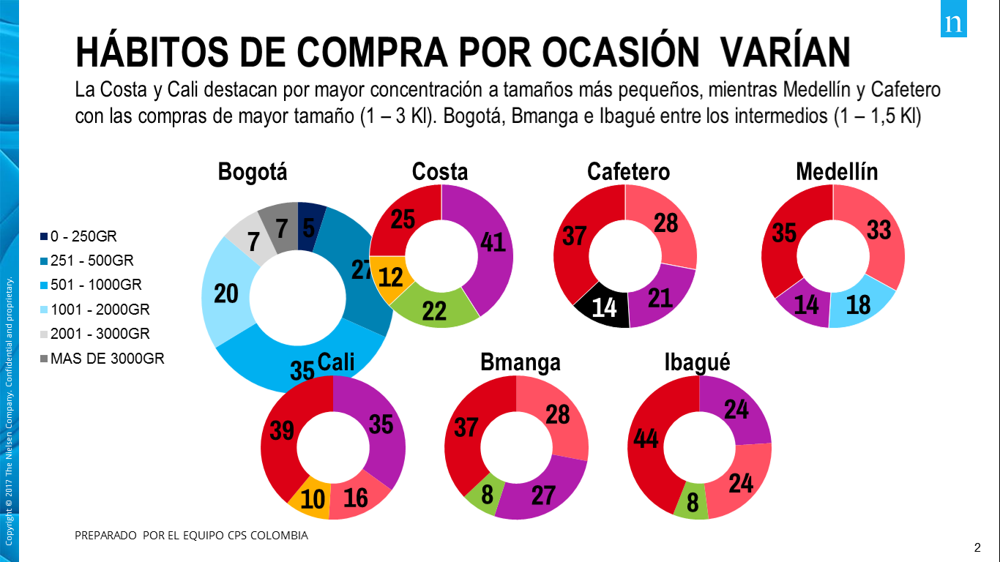 n
HÁBITOS DE COMPRA POR OCASIÓN VARÍAN
La Costa y Cali destacan por mayor concentración a tamaños más pequeños, mientras Medellín y Cafetero
con las compras de mayor tamaño (1 – 3 Kl). Bogotá, Bmanga e Ibagué entre los intermedios (1 – 1,5 Kl)
Bogotá
0 - 250GR
251 - 500GR
501 - 1000GR
1001 - 2000GR
2001 - 3000GR
MAS DE 3000GR
5
27
35
20
7
7
Costa
41
22
12
25
Cafetero
28
21
14
37
Medellín
33
18
14
35
Cali
35
16
10
39
Bmanga
28
27
8
37
Ibagué
24
24
8
44
PREPARADO POR EL EQUIPO CPS COLOMBIA
2
Copyright © 2017 The Nielsen Company. Confidential and proprietary.